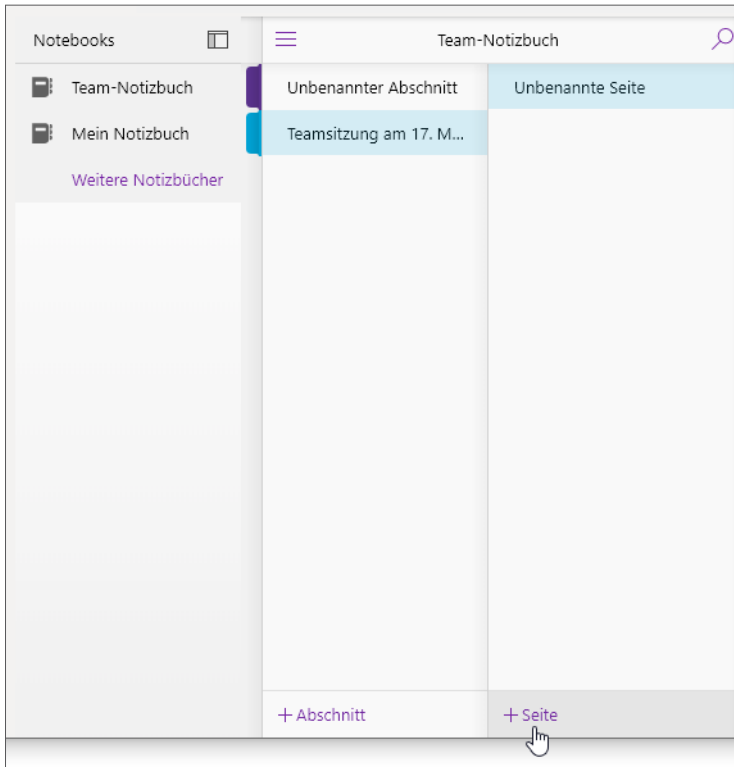 Notebooks
Team-Notizbuch
Mein Notizbuch
Weitere Notizbücher
Team-Notizbuch
Unbenannter Abschnitt
Teamsitzung am 17. M...
Unbenannte Seite
+ Abschnitt
+ Seite